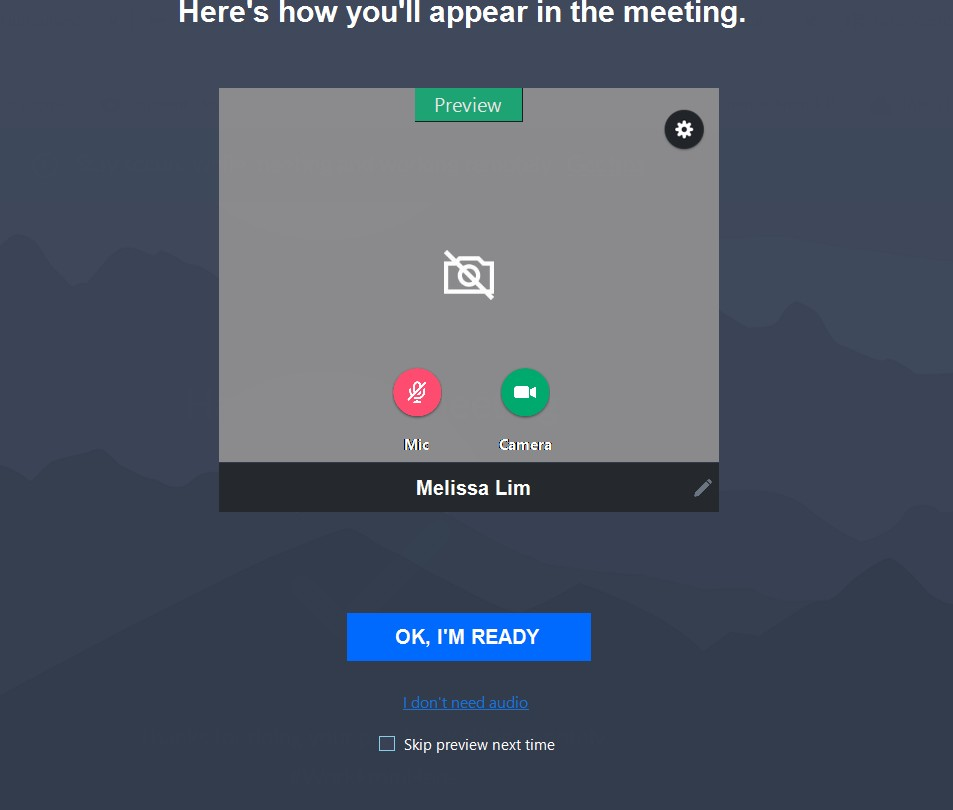 Here's how you'll appear in the meeting.
Preview
Mic
Camera
Melissa Lim
OK, I'M READY
I don't need audio
Skip preview next time